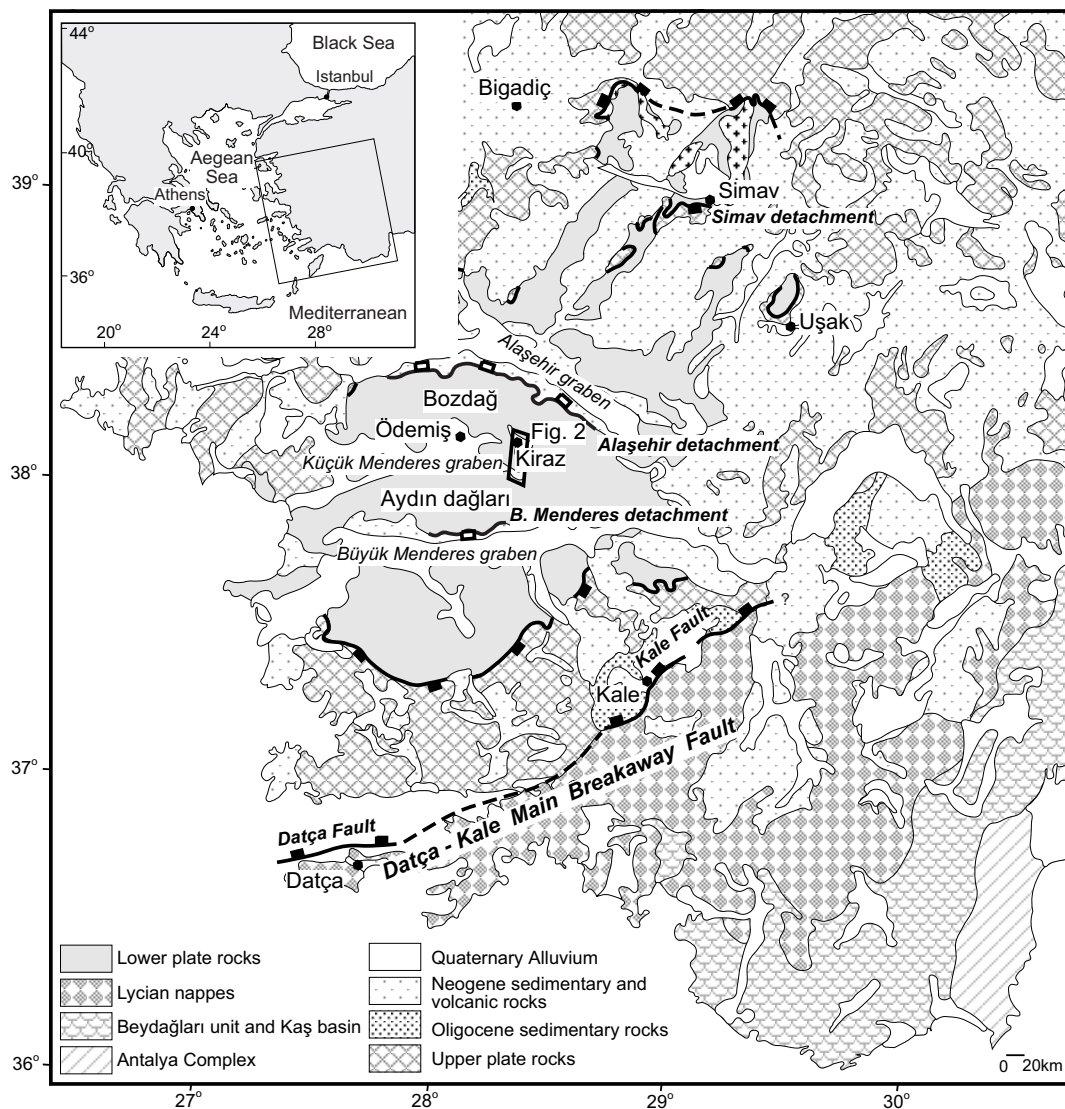 44°
Black Sea
Istanbul
40°
Aegean
Sea
Athens
36°
Mediterranean
20°
24°
28°
Bigadiç
39°
Simav
Simav detachment
Uşak
Alaşehir graben
Bozdağ
Ödemiş
Fig. 2
Kiraz
Alaşehir detachment
Küçük Menderes graben
38°
Aydın dağları
B. Menderes detachment
Büyük Menderes graben
?
Kale Fault
Kale
37°
Datça - Kale Main Breakaway Fault
Datça Fault
Datça
Lower plate rocks
Lycian nappes
Beydağları unit and Kaş basin
Antalya Complex
Quaternary Alluvium
Neogene sedimentary and
volcanic rocks
Oligocene sedimentary rocks
Upper plate rocks
36°
0 20km
27°
28°
29°
30°